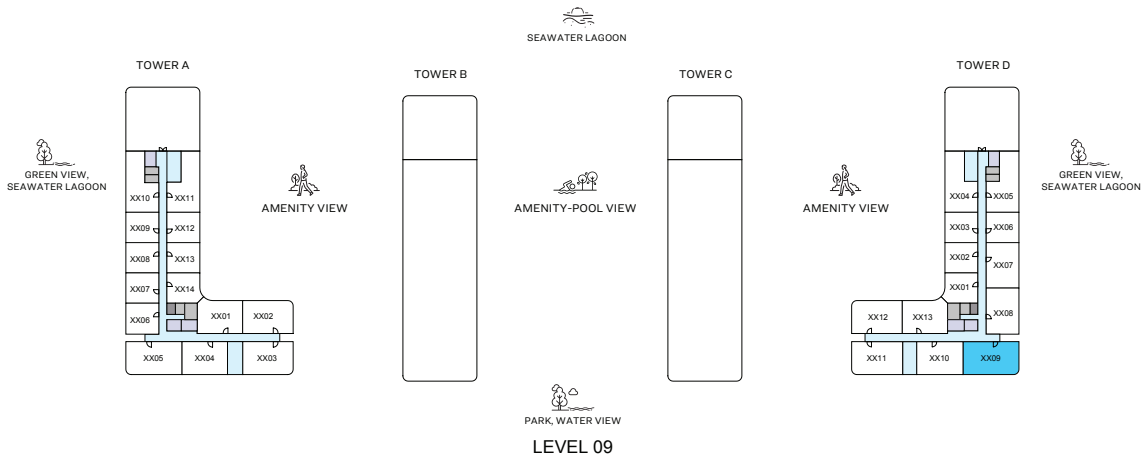 SEAWATER LAGOON
TOWER A
TOWER B
TOWER C
TOWER D
GREEN VIEW,
SEAWATER LAGOON
AMENITY VIEW
AMENITY-POOL VIEW
AMENITY VIEW
GREEN VIEW,
SEAWATER LAGOON
XX10 XX11
XX09 XX12
XX08 XX13
XX07 XX14
XX06 XX01 XX02
XX05 XX04 XX03
XX04 XX05
XX03 XX06
XX02 XX07
XX01
XX12 XX13 XX08
XX11 XX10 XX09
PARK, WATER VIEW
LEVEL 09